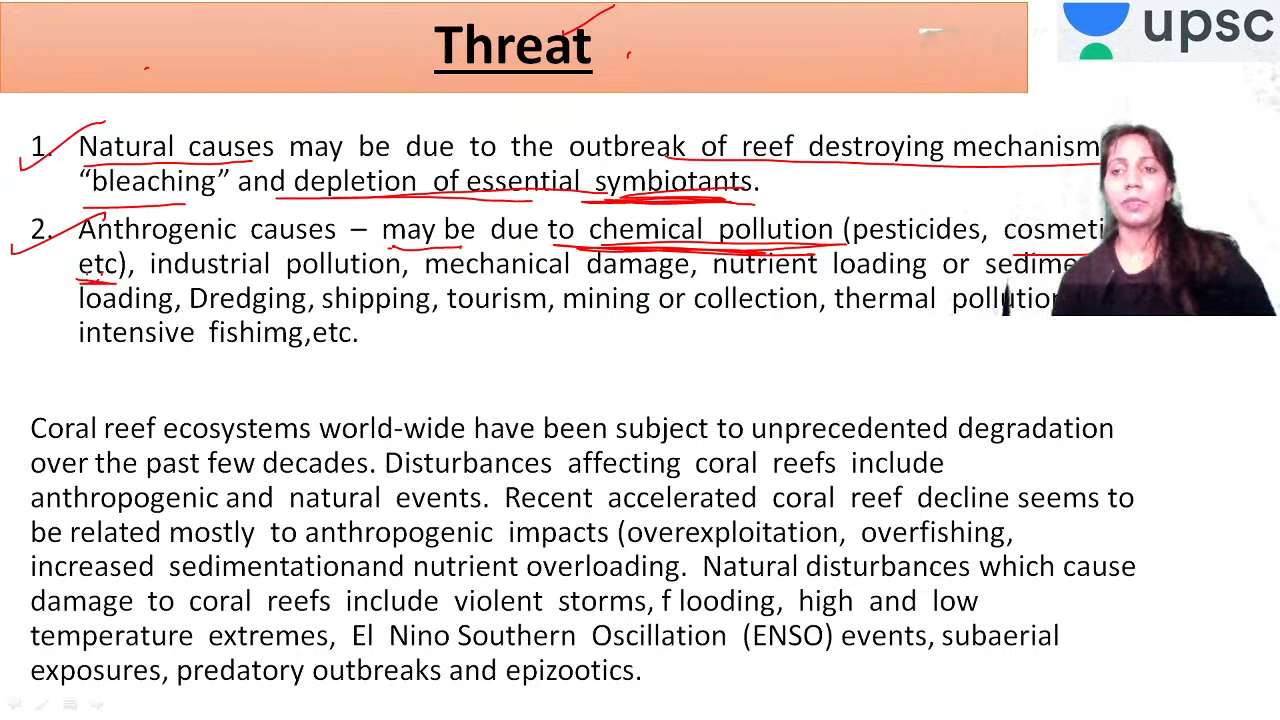 Threat
upsc
1. Natural causes may be due to the outbreak of reef destroying mechanism
“bleaching” and depletion of essential symbiotants.
2. Anthrogenic causes – may be due to chemical pollution (pesticides,
etc), industrial pollution, mechanical damage, nutrient loading or
loading, Dredging, shipping, tourism, mining or collection, thermal
intensive fishimg,etc.
Coral reef ecosystems world-wide have been subject to unprecedented degradation
over the past few decades. Disturbances affecting coral reefs include
anthropogenic and natural events. Recent accelerated coral reef decline seems to
be related mostly to anthropogenic impacts (overexploitation, overfishing,
increased sedimentationand nutrient overloading. Natural disturbances which cause
damage to coral reefs include violent storms, f looding, high and low
temperature extremes, El Nino Southern Oscillation (ENSO) events, subaerial
exposures, predatory outbreaks and epizootics.